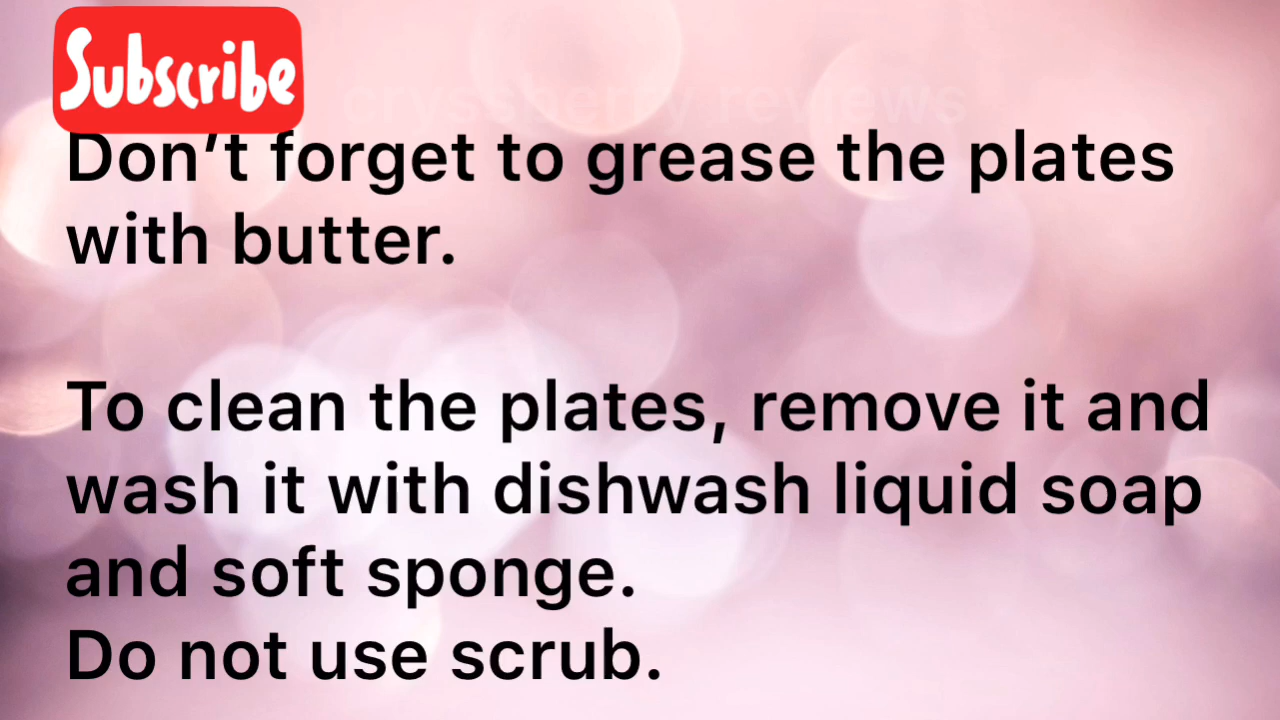 Subscribe
Don’t forget to grease the plates
with butter.
To clean the plates, remove it and
wash it with dishwash liquid soap
and soft sponge.
Do not use scrub.